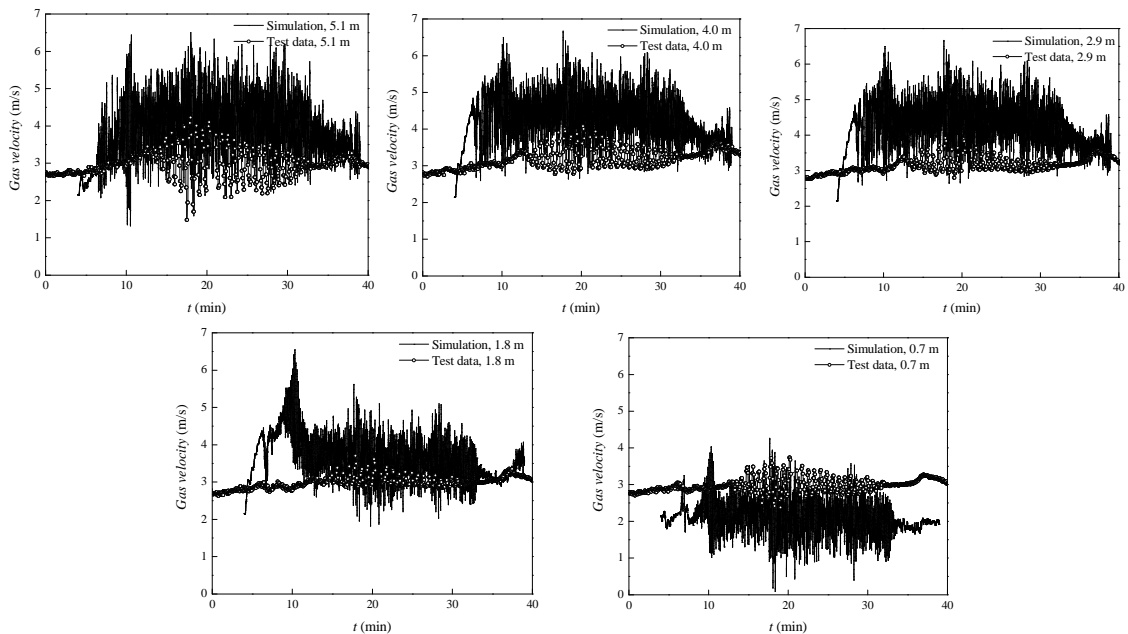 7
6
5
4
3
2
1
0
Gas velocity (m/s)
Simulation, 5.1 m
Test data, 5.1 m
0 10 20 30 40
t (min)
7
6
5
4
3
2
1
0
Gas velocity (m/s)
Simulation, 4.0 m
Test data, 4.0 m
0 10 20 30 40
t (min)
7
6
5
4
3
2
1
0
Gas velocity (m/s)
Simulation, 2.9 m
Test data, 2.9 m
0 10 20 30 40
t (min)
7
6
5
4
3
2
1
0
Gas velocity (m/s)
Simulation, 1.8 m
Test data, 1.8 m
0 10 20 30 40
t (min)
7
6
5
4
3
2
1
0
Gas velocity (m/s)
Simulation, 0.7 m
Test data, 0.7 m
0 10 20 30 40
t (min)